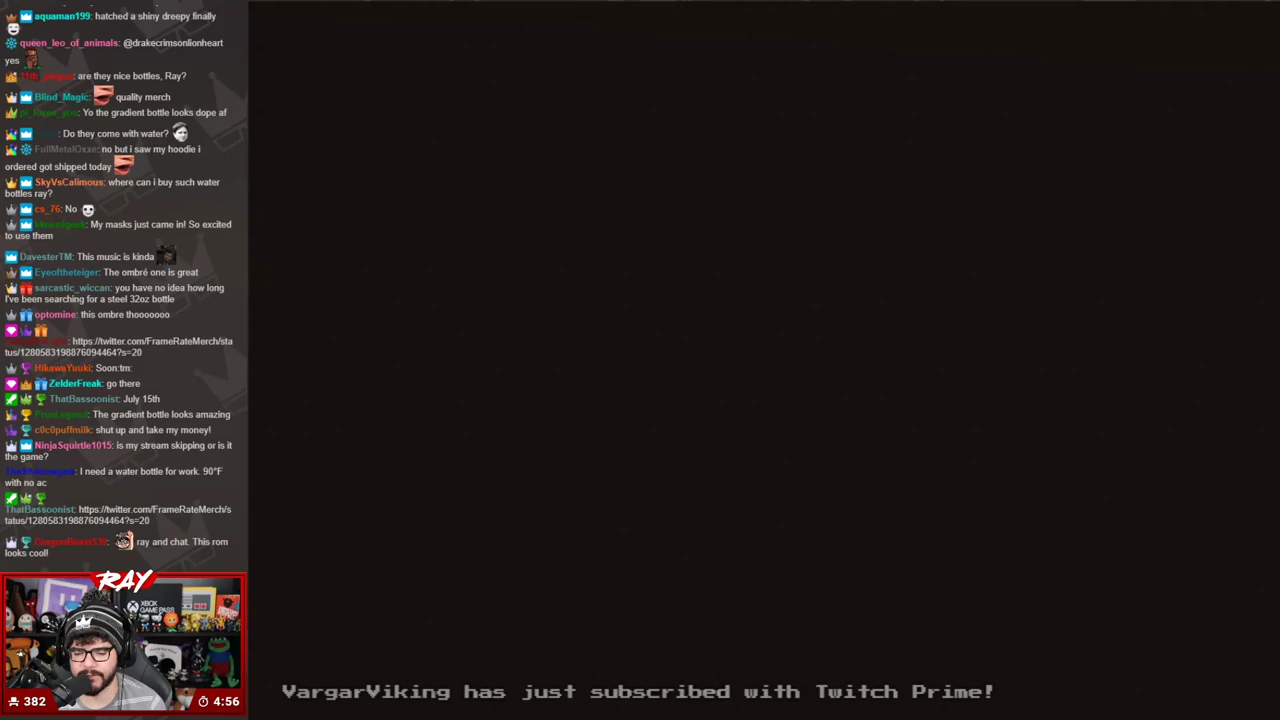 aquaman199: hatched a shiny dreepy finally
queen_leo_of_animals: @drakecrimsonlionheart
yes
are they nice bottles, Ray?
Blind_Magic: quality merch
Yo the gradient bottle looks dope af
: Do they come with water?
FullMetalOxxe: no but i saw my hoodie i
ordered got shipped today
SkyVsCalimous: where can i buy such water
bottles ray?
cs_76: No
My masks just came in! So excited
to use them
DavesterTM: This music is kinda
Eyeoftheteiger: The ombré one is great
sarcastic_wiccan: you have no idea how long
I've been searching for a steel 32oz bottle
optomine: this ombre thooooooo
: https://twitter.com/FrameRateMerch/sta
tus/1280583198876094464?s=20
HikawaYuuki: Soon:tm:
ZelderFreak: go there
ThatBassoonist: July 15th
The gradient bottle looks amazing
c0c0puffmilk: shut up and take my money!
NinjaSquirtle1015: is my stream skipping or is it
the game?
: I need a water bottle for work. 90°F
with no ac
ThatBassoonist: https://twitter.com/FrameRateMerch/s
tatus/1280583198876094464?s=20
ray and chat. This rom
looks cool!
RAY
XBOX
GAME PASS
382
4:56
VargarViking has just subscribed with Twitch Prime!